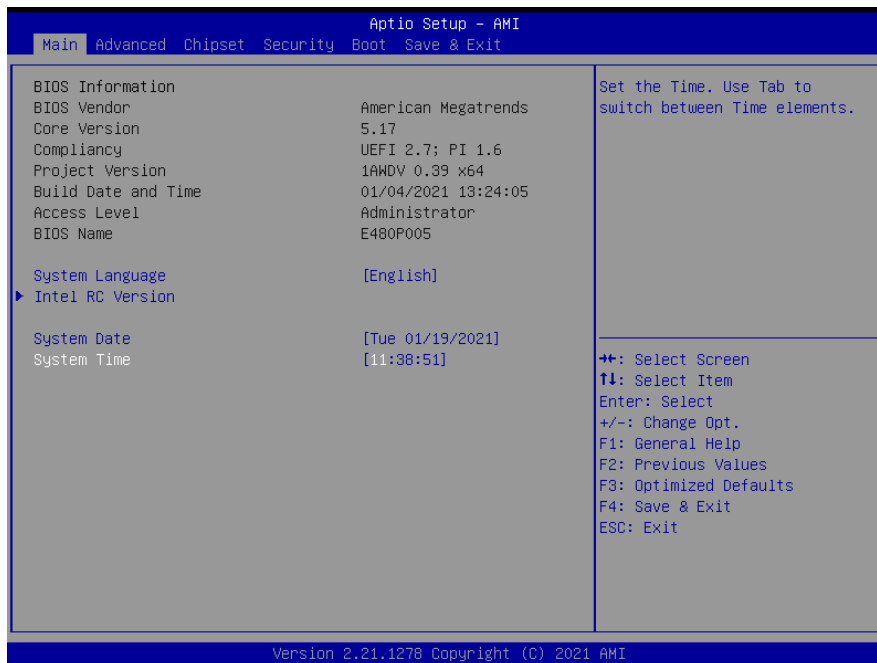 Aptio Setup – AMI
Main Advanced Chipset Security Boot Save & Exit
BIOS Information
BIOS Vendor American Megatrends
Core Version 5.17
Compliancy UEFI 2.7; PI 1.6
Project Version 1AWDV 0.39 x64
Build Date and Time 01/04/2021 13:24:05
Access Level Administrator
BIOS Name E480P005
System Language [English]
Intel RC Version
System Date [Tue 01/19/2021]
System Time [11:38:51]
Set the Time. Use Tab to
switch between Time elements.
→←: Select Screen
↑↓: Select Item
Enter: Select
+/-: Change Opt.
F1: General Help
F2: Previous Values
F3: Optimized Defaults
F4: Save & Exit
ESC: Exit
Version 2.21.1278 Copyright (C) 2021 AMI